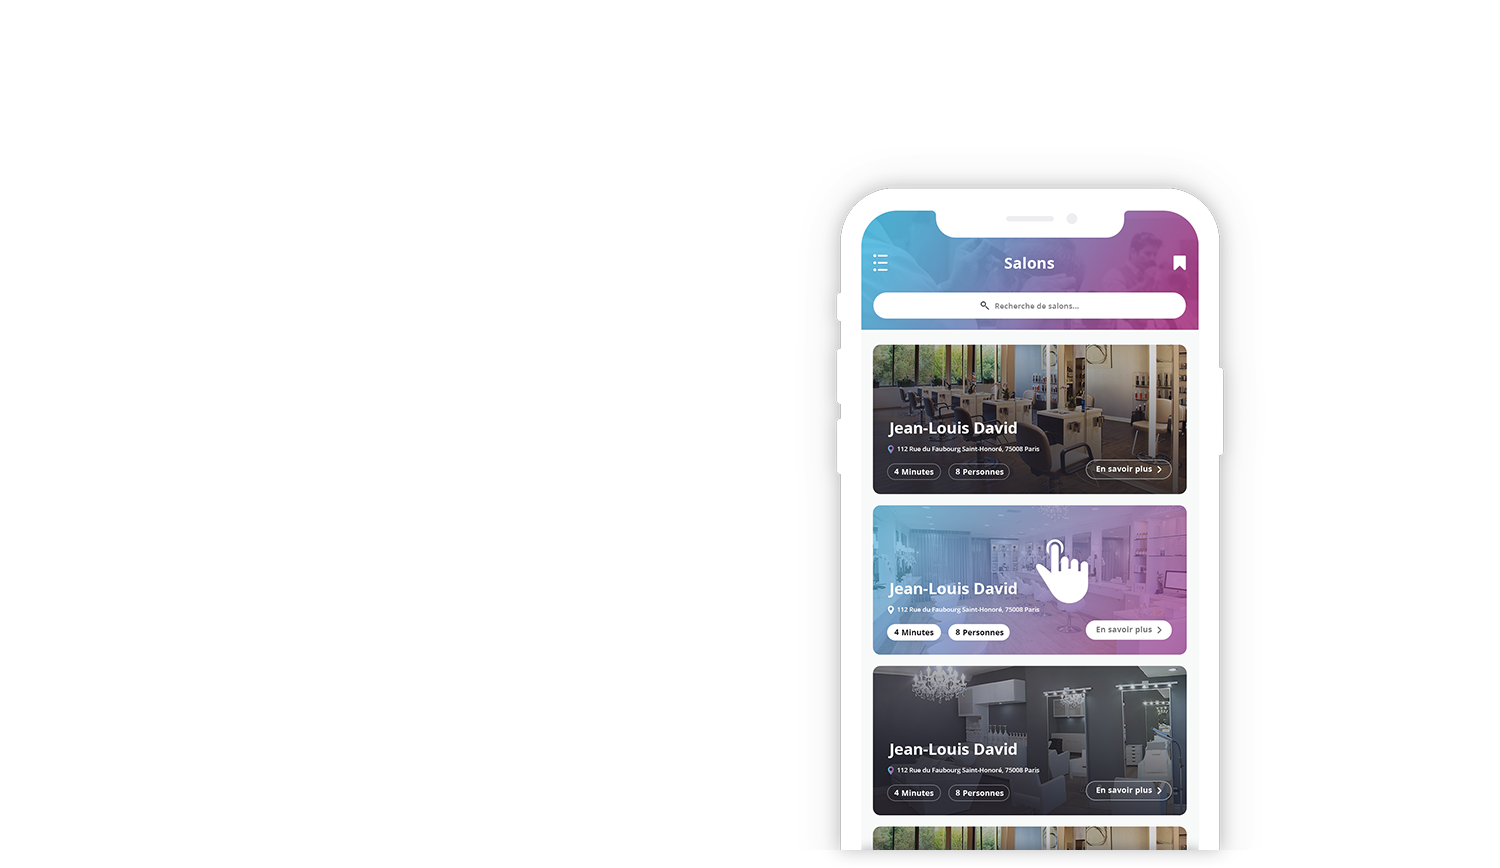 Salons
Recherche de salons...
Jean-Louis David
112 Rue du Faubourg Saint-Honoré, 75008 Paris
4 Minutes 8 Personnes En savoir plus
Jean-Louis David
112 Rue du Faubourg Saint-Honoré, 75008 Paris
4 Minutes 8 Personnes En savoir plus
Jean-Louis David
112 Rue du Faubourg Saint-Honoré, 75008 Paris
4 Minutes 8 Personnes En savoir plus